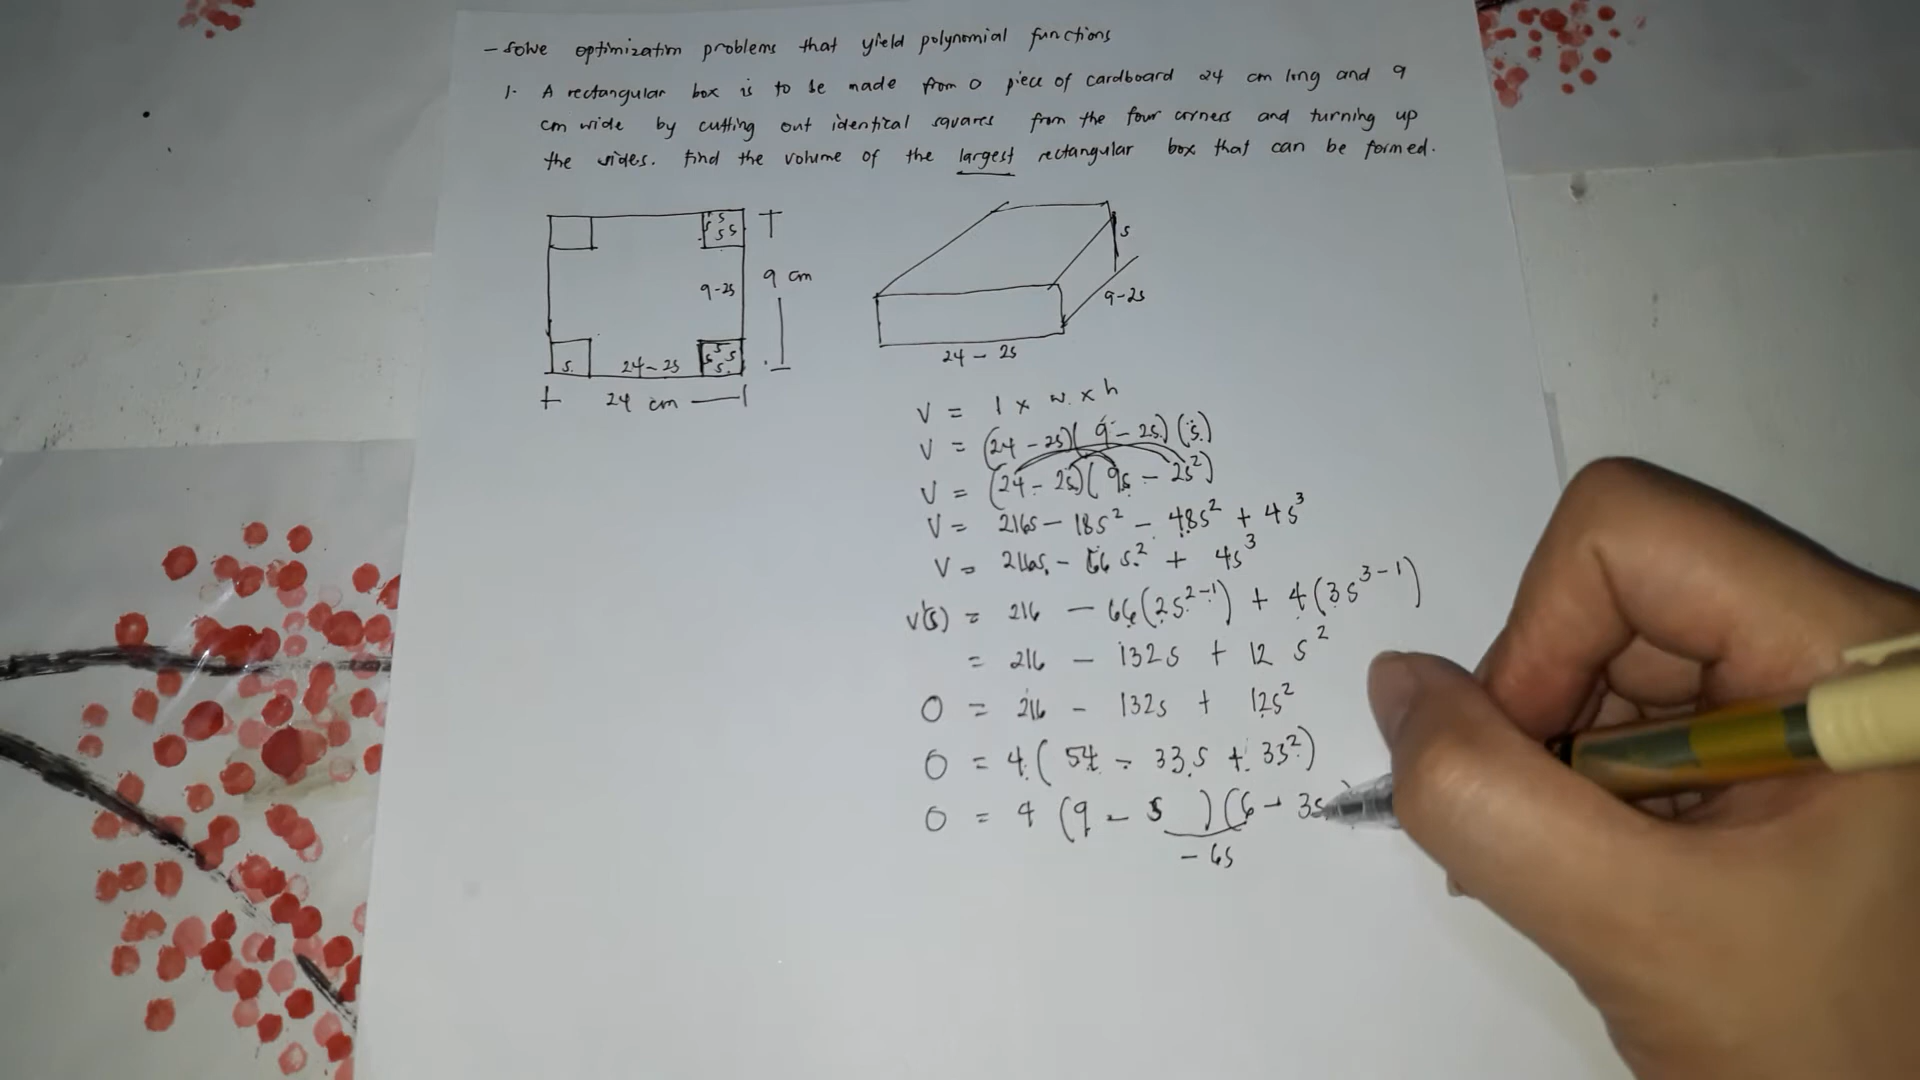 - Solve optimization problems that yield polynomial functions
1. A rectangular box is to be made from a piece of cardboard 24 cm long and 9
cm wide by cutting out identical squares from the four corners and turning up
the sides. Find the volume of the largest rectangular box that can be formed.
s
s s s
9-2s
9 cm
s
24-2s
s
s s s
s
24 cm
s
9-2s
24 - 2s
V = l x w x h
V = (24 - 2s)(9 - 2s)(s)
V = (24 - 2s)(9s - 2s²)
V = 216s - 18s² - 48s² + 4s³
V = 216s - 66s² + 4s³
V'(s) = 216 - 66(2s²⁻¹) + 4(3s³⁻¹)
= 216 - 132s + 12 s²
0 = 216 - 132s + 12s²
0 = 4(54 - 33s + 3s²)
0 = 4 (9 - s )(6 - 3s
- 6s